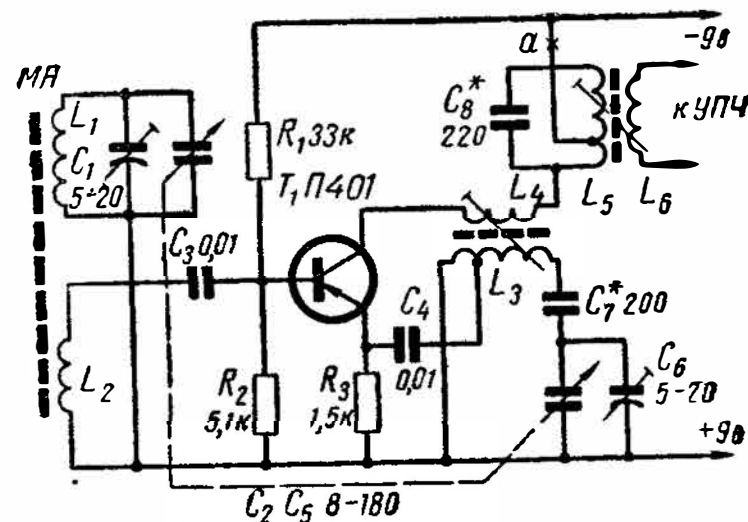 МА
L₁
C₁
5÷20
L₂
C₃ 0,01
R₁ 33к
T₁ П401
R₂
5,1к
R₃
1,5к
C₄
0,01
a
-9в
C₈*
220
к УПЧ
L₄
L₅
L₆
L₃
C₇* 200
C₆
5-20
+9в
C₂ C₅ 8-180